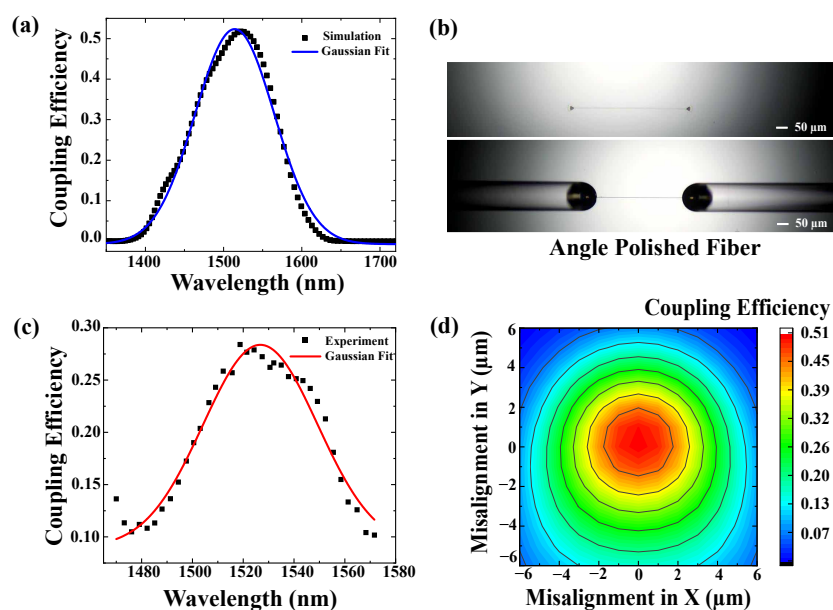 (a)
Simulation
Gaussian Fit
Coupling Efficiency
0.5
0.4
0.3
0.2
0.1
0.0
1400 1500 1600 1700
Wavelength (nm)
(b)
50 µm
50 µm
Angle Polished Fiber
(c)
Experiment
Gaussian Fit
Coupling Efficiency
0.30
0.25
0.20
0.15
0.10
1480 1500 1520 1540 1560 1580
Wavelength (nm)
(d)
Coupling Efficiency
Misalignment in Y (µm)
6
4
2
0
−2
−4
−6
−6 −4 −2 0 2 4 6
Misalignment in X (µm)
0.51
0.45
0.39
0.32
0.26
0.20
0.13
0.07